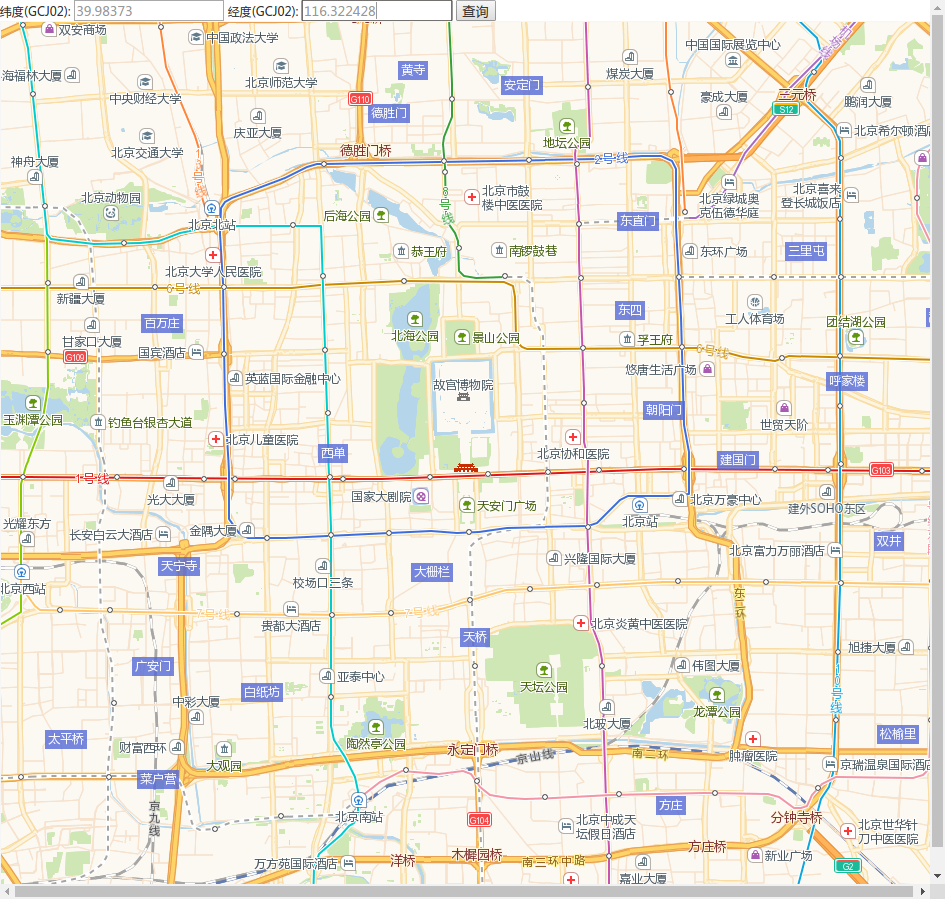 纬度(GCJ02): 39.98373 经度(GCJ02): 116.322428 查询
双安商场
中国政法大学
中国国际展览中心
海福林大厦
中央财经大学
北京师范大学
黄寺
安定门
煤炭大厦
豪成大厦
三元桥
鹏润大厦
G110
德胜门
S12
庆亚大厦
北京交通大学
地坛公园
北京希尔顿酒店
德胜门桥
2号线
神舟大厦
北京动物园
北京市鼓
楼中医医院
8号线
北京绿城奥
克伍德华庭
北京喜来
登长城饭店
后海公园
北京北站
东直门
恭王府
南锣鼓巷
东环广场
三里屯
北京大学人民医院
6号线
新疆大厦
百万庄
北海公园
景山公园
东四
工人体育场
团结湖公园
甘家口大厦
国宾酒店
孚王府
6号线
G109
英蓝国际金融中心
故宫博物院
悠唐生活广场
呼家楼
玉渊潭公园
钓鱼台银杏大道
朝阳门
世贸天阶
北京儿童医院
西单
北京协和医院
建国门
1号线
G103
光大大厦
国家大剧院
天安门广场
北京万豪中心
建外SOHO东区
光耀东方
长安白云大酒店
金隅大厦
北京站
双井
天宁寺
兴隆国际大厦
北京富力万丽酒店
北京西站
校场口三条
大栅栏
东二环
7号线
7号线
贵都大酒店
天桥
北京炎黄中医医院
旭捷大厦
广安门
亚泰中心
天坛公园
伟图大厦
白纸坊
中彩大厦
北玻大厦
龙潭公园
10号线
太平桥
财富西环
大观园
陶然亭公园
永定门桥
京山线
南二环
肿瘤医院
松榆里
菜户营
京瑞温泉国际酒店
京九线
北京南站
G104
北京中成天
坛假日酒店
方庄
分钟寺桥
北京世华针
刀中医医院
万方苑国际酒店
洋桥
木樨园桥
南三环中路
方庄桥
新业广场
G2
嘉业大厦